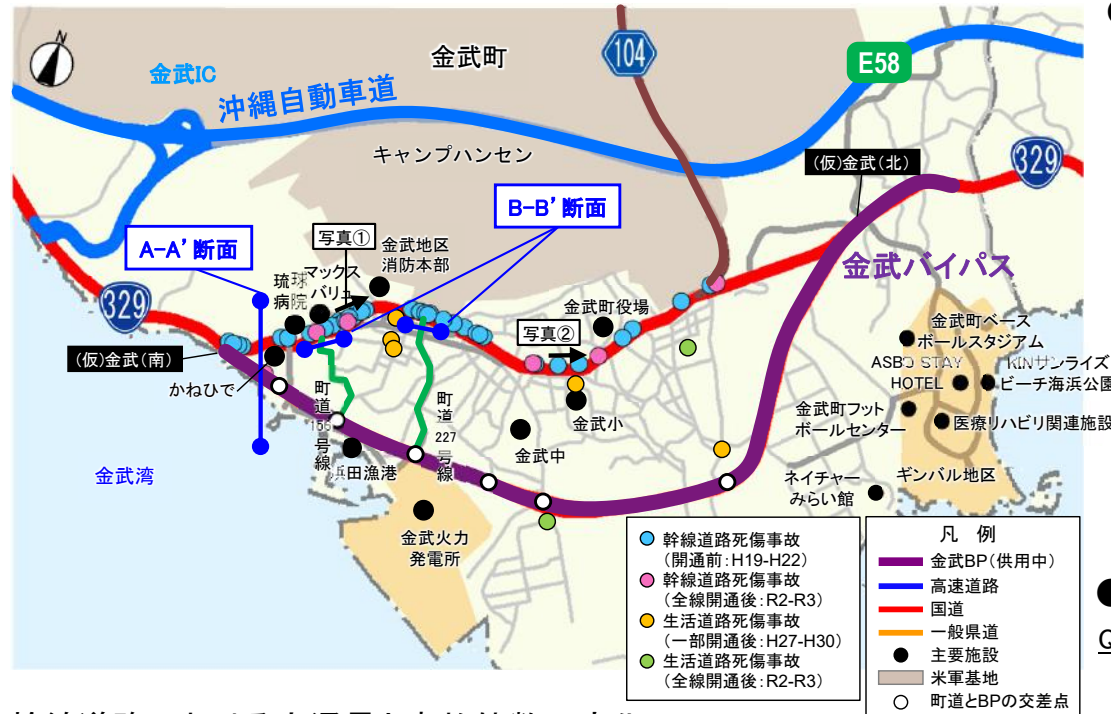 N
金武IC
金武町
104
E58
沖縄自動車道
キャンプハンセン
(仮)金武(北)
329
B-B’断面
A-A’断面
写真①
金武地区
消防本部
マックス
バリュ
琉球
病院
329
金武バイパス
金武町役場
写真②
(仮)金武(南)
かねひで
金武町ベース
ボールスタジアム
ASBO STAY
HOTEL
KINサンライズ
ビーチ海浜公園
町道
号線
町道
227
号線
金武小
金武中
金武町フット
ボールセンター
医療リハビリ関連施設
浜田漁港
金武湾
ネイチャー
みらい館
ギンバル地区
金武火力
発電所
幹線道路死傷事故
(開通前:H19-H22)
幹線道路死傷事故
(全線開通後:R2-R3)
生活道路死傷事故
(一部開通後:H27-H30)
生活道路死傷事故
(全線開通後:R2-R3)
凡 例
金武BP(供用中)
高速道路
国道
一般県道
主要施設
米軍基地
町道とBPの交差点